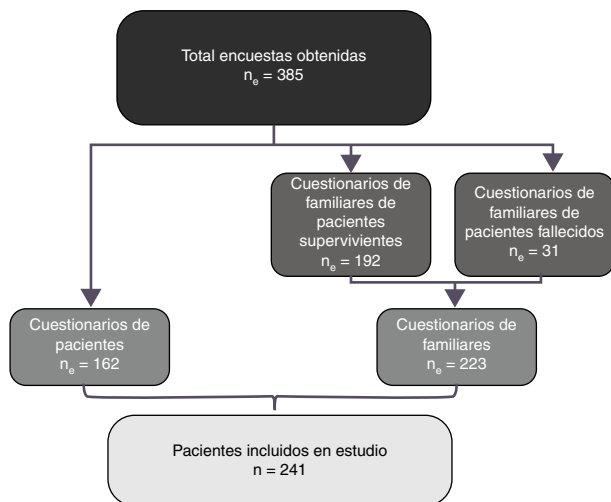 Total encuestas obtenidas
nₑ = 385
Cuestionarios de
familiares de
pacientes
supervivientes
nₑ = 192
Cuestionarios de
familiares de
pacientes fallecidos
nₑ = 31
Cuestionarios de
pacientes
nₑ = 162
Cuestionarios de
familiares
nₑ = 223
Pacientes incluidos en estudio
n = 241